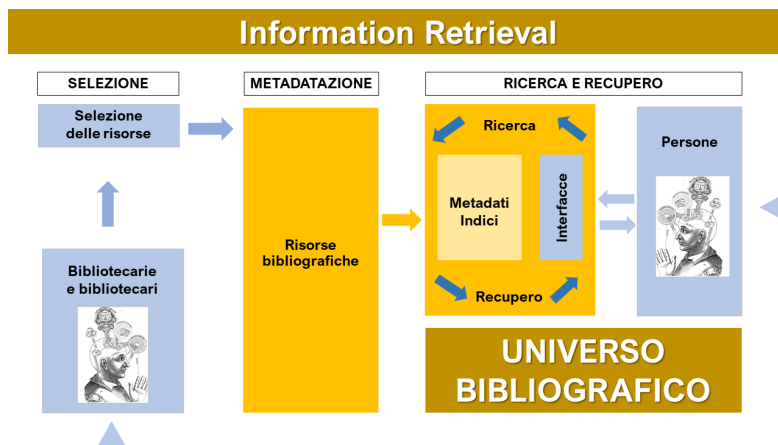 Information Retrieval
SELEZIONE
METADATAZIONE
RICERCA E RECUPERO
Selezione
delle risorse
Bibliotecarie
e bibliotecari
Risorse
bibliografiche
Ricerca
Metadati
Indici
Interfacce
Recupero
Persone
UNIVERSO
BIBLIOGRAFICO